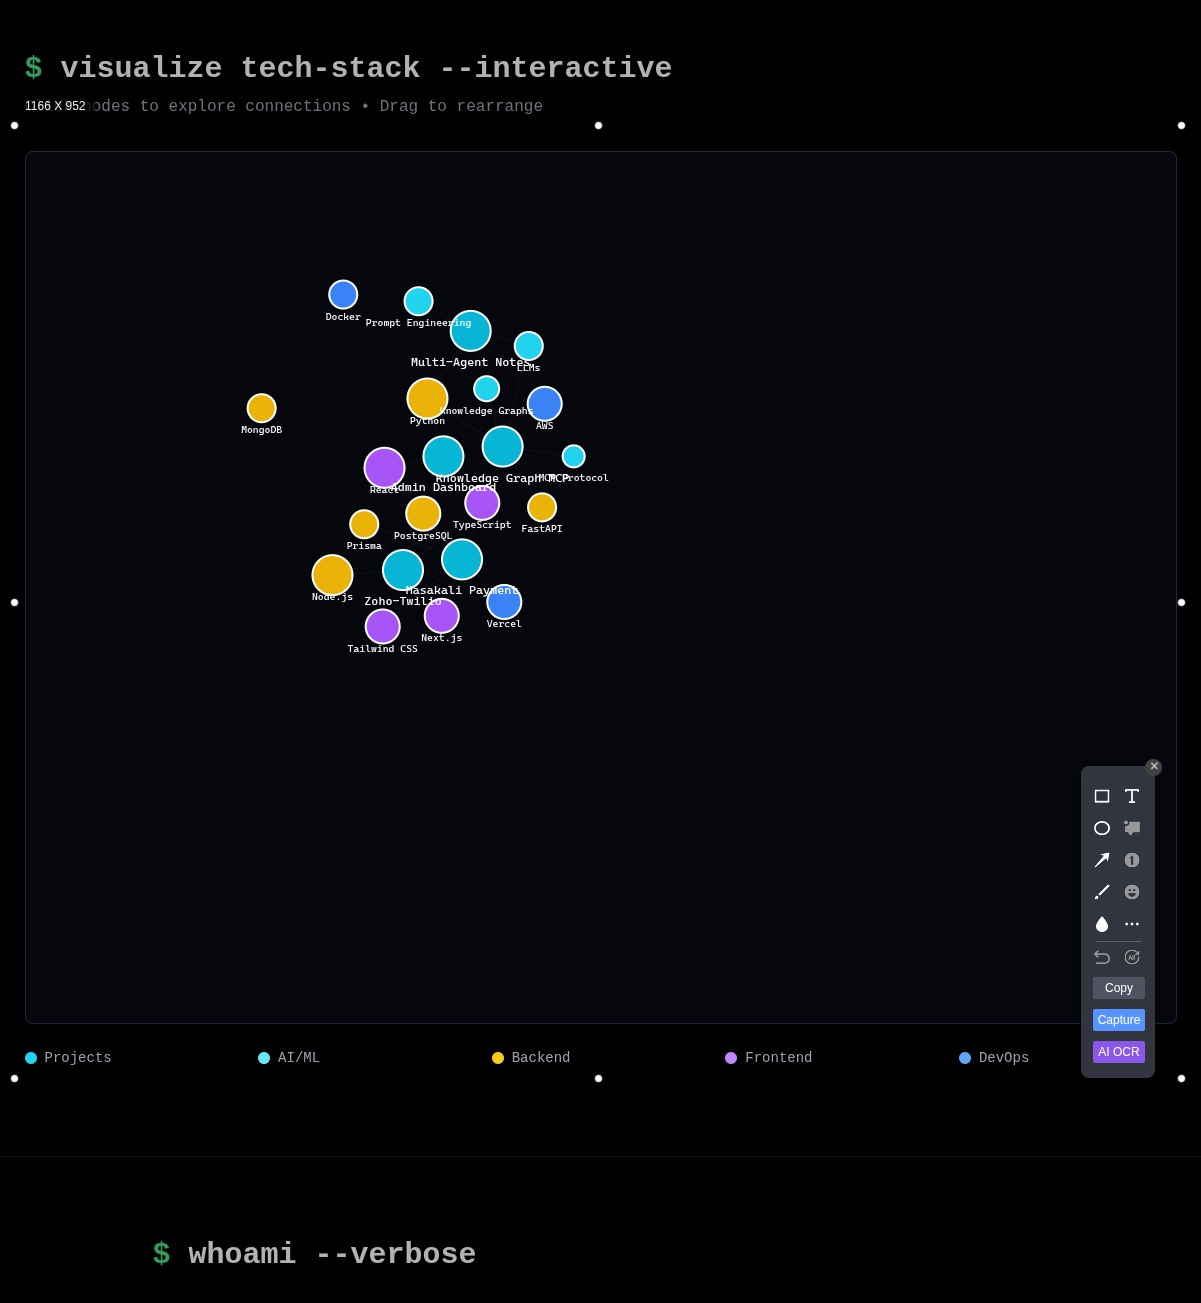 $ visualize tech-stack --interactive
1166 X 952
nodes to explore connections • Drag to rearrange
Docker
Prompt Engineering
Multi-Agent Notes
LLMs
Knowledge Graphs
Python
AWS
MongoDB
Knowledge Graph MCP
MCP Protocol
Admin Dashboard
React
TypeScript
FastAPI
PostgreSQL
Prisma
Masakali Payment
Node.js
Zoho-Twilio
Vercel
Next.js
Tailwind CSS
Copy
Capture
AI OCR
Projects
AI/ML
Backend
Frontend
DevOps
$ whoami --verbose